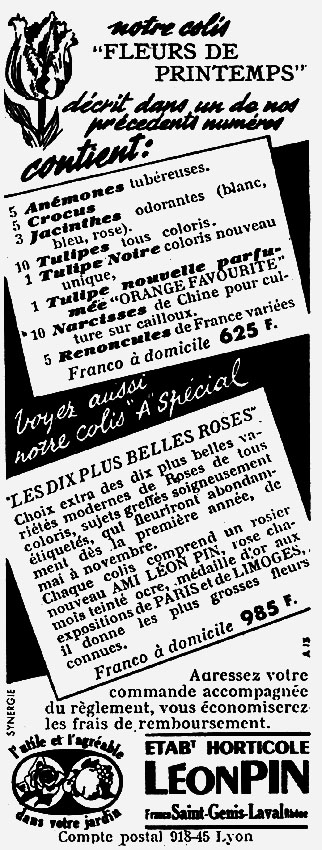 notre colis
"FLEURS DE
PRINTEMPS"
décrit dans un de nos
précédents numéros
contient:
5 Anémones tubéreuses.
5 Crocus
3 Jacinthes odorantes (blanc,
bleu, rose).
10 Tulipes tous coloris.
1 Tulipe Noire coloris nouveau
unique,
1 Tulipe nouvelle parfu-
mée "ORANGE FAVOURITE"
10 Narcisses de Chine pour cul-
ture sur cailloux.
5 Renoncules de France variées
Franco à domicile 625 F.
Voyez aussi
notre colis "A" Spécial
"LES DIX PLUS BELLES ROSES"
Choix extra des dix plus belles va-
riétés modernes de Roses de tous
coloris, sujets greffés soigneusement
étiquetés, qui fleuriront abondam-
ment dès la première année, de
mai à novembre.
Chaque colis comprend un rosier
nouveau AMI LÉON PIN, rose cha-
mois teinté ocre, médaille d'or aux
expositions de PARIS et de LIMOGES,
il donne les plus grosses fleurs
connues.
Franco à domicile 985 F.
A 13
SYNERGIE
Adressez votre
commande accompagnée
du règlement, vous économiserez
les frais de remboursement.
l'utile et l'agréable
dans votre jardin
ETABT HORTICOLE
LÉON PIN
France Saint-Genis-Laval Rhône
Compte postal 918-45 Lyon